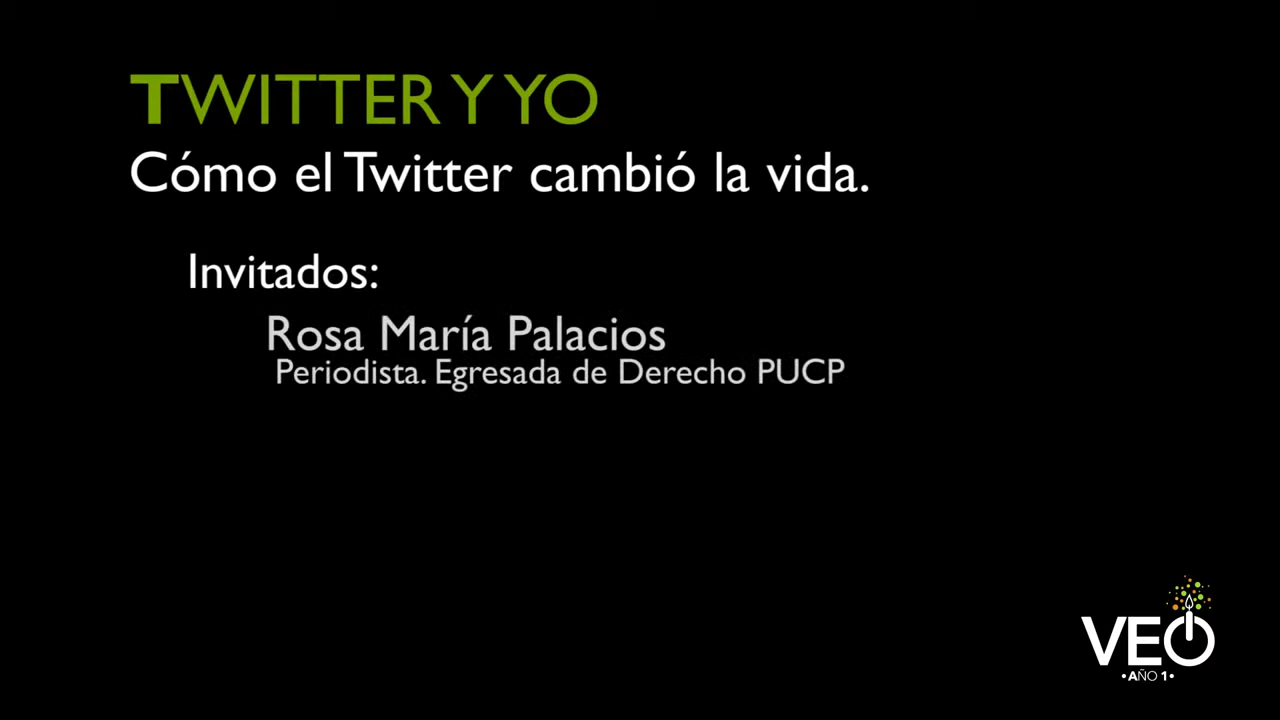 TWITTER Y YO
Cómo el Twitter cambió la vida.
Invitados:
Rosa María Palacios
Periodista. Egresada de Derecho PUCP
VEO
•AÑO 1•